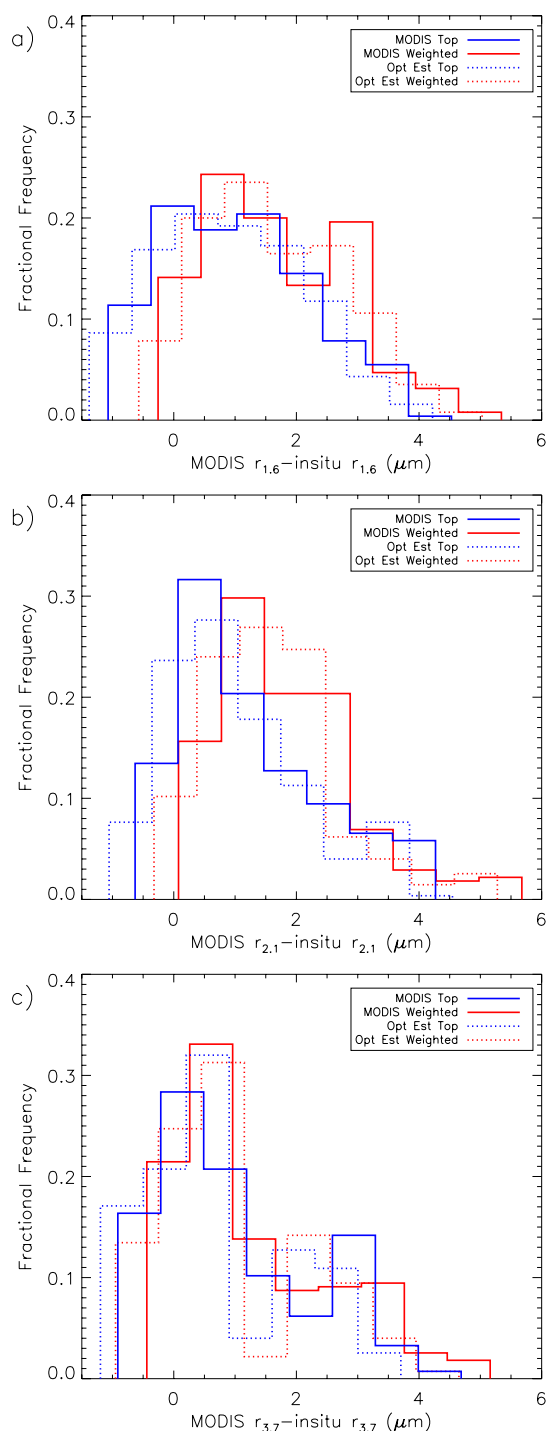 a)
0.4
0.3
0.2
0.1
0.0
Fractional Frequency
MODIS Top
MODIS Weighted
Opt Est Top
Opt Est Weighted
0 2 4 6
MODIS r1.6-insitu r1.6 (μm)
b)
0.4
0.3
0.2
0.1
0.0
Fractional Frequency
MODIS Top
MODIS Weighted
Opt Est Top
Opt Est Weighted
0 2 4 6
MODIS r2.1-insitu r2.1 (μm)
c)
0.4
0.3
0.2
0.1
0.0
Fractional Frequency
MODIS Top
MODIS Weighted
Opt Est Top
Opt Est Weighted
0 2 4 6
MODIS r3.7-insitu r3.7 (μm)